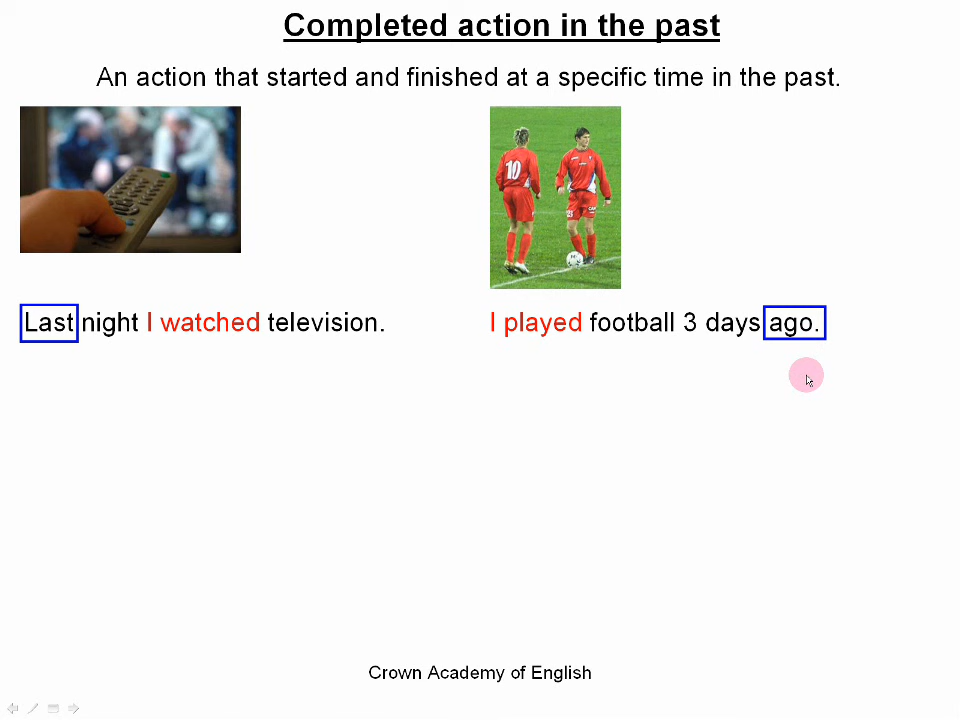 Completed action in the past
An action that started and finished at a specific time in the past.
10
Last night I watched television.
I played football 3 days ago.
Crown Academy of English